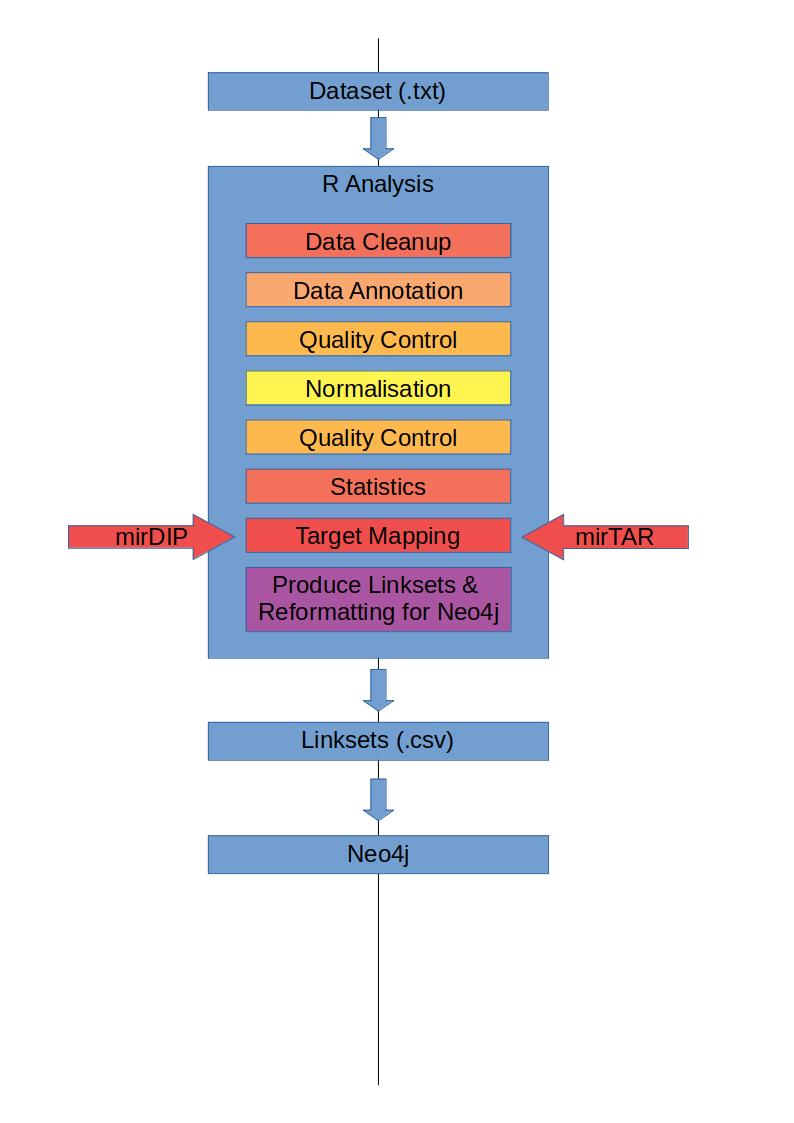 Dataset (.txt)
R Analysis
Data Cleanup
Data Annotation
Quality Control
Normalisation
Quality Control
Statistics
mirDIP
Target Mapping
mirTAR
Produce Linksets &
Reformatting for Neo4j
Linksets (.csv)
Neo4j